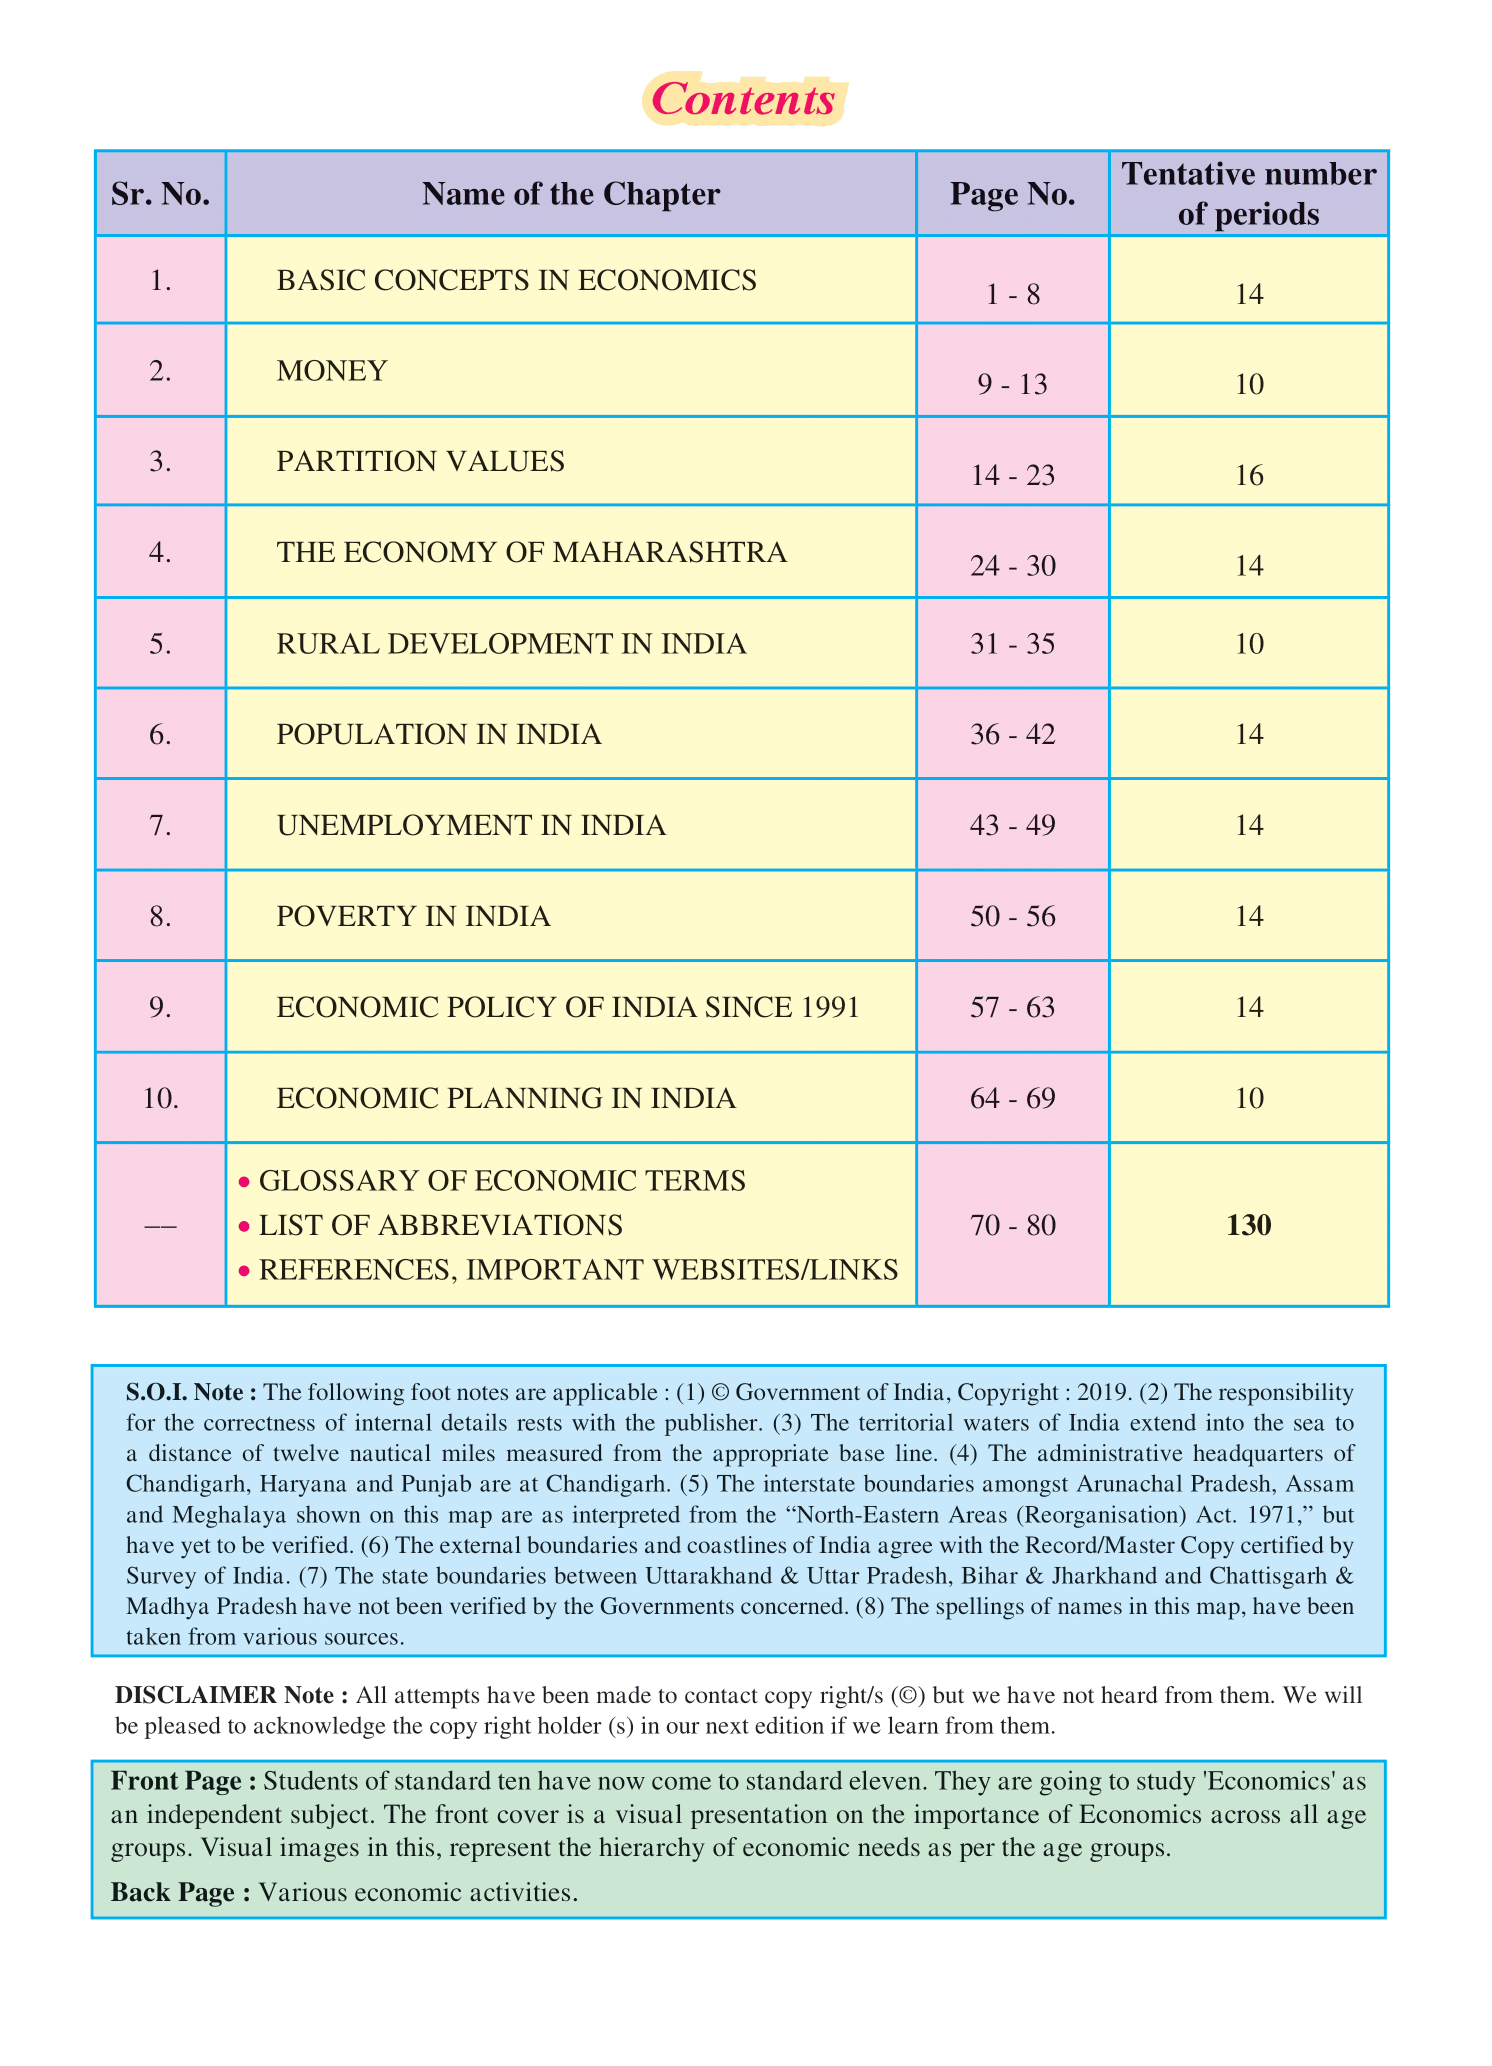 Contents
Sr. No. Name of the Chapter Page No. Tentative number of periods
1. BASIC CONCEPTS IN ECONOMICS 1 - 8 14
2. MONEY 9 - 13 10
3. PARTITION VALUES 14 - 23 16
4. THE ECONOMY OF MAHARASHTRA 24 - 30 14
5. RURAL DEVELOPMENT IN INDIA 31 - 35 10
6. POPULATION IN INDIA 36 - 42 14
7. UNEMPLOYMENT IN INDIA 43 - 49 14
8. POVERTY IN INDIA 50 - 56 14
9. ECONOMIC POLICY OF INDIA SINCE 1991 57 - 63 14
10. ECONOMIC PLANNING IN INDIA 64 - 69 10
• GLOSSARY OF ECONOMIC TERMS
— • LIST OF ABBREVIATIONS 70 - 80 130
• REFERENCES, IMPORTANT WEBSITES/LINKS
S.O.I. Note : The following foot notes are applicable : (1) © Government of India, Copyright : 2019. (2) The responsibility
for the correctness of internal details rests with the publisher. (3) The territorial waters of India extend into the sea to
a distance of twelve nautical miles measured from the appropriate base line. (4) The administrative headquarters of
Chandigarh, Haryana and Punjab are at Chandigarh. (5) The interstate boundaries amongst Arunachal Pradesh, Assam
and Meghalaya shown on this map are as interpreted from the “North-Eastern Areas (Reorganisation) Act. 1971,” but
have yet to be verified. (6) The external boundaries and coastlines of India agree with the Record/Master Copy certified by
Survey of India. (7) The state boundaries between Uttarakhand & Uttar Pradesh, Bihar & Jharkhand and Chattisgarh &
Madhya Pradesh have not been verified by the Governments concerned. (8) The spellings of names in this map, have been
taken from various sources.
DISCLAIMER Note : All attempts have been made to contact copy right/s (©) but we have not heard from them. We will
be pleased to acknowledge the copy right holder (s) in our next edition if we learn from them.
Front Page : Students of standard ten have now come to standard eleven. They are going to study 'Economics' as
an independent subject. The front cover is a visual presentation on the importance of Economics across all age
groups. Visual images in this, represent the hierarchy of economic needs as per the age groups.
Back Page : Various economic activities.